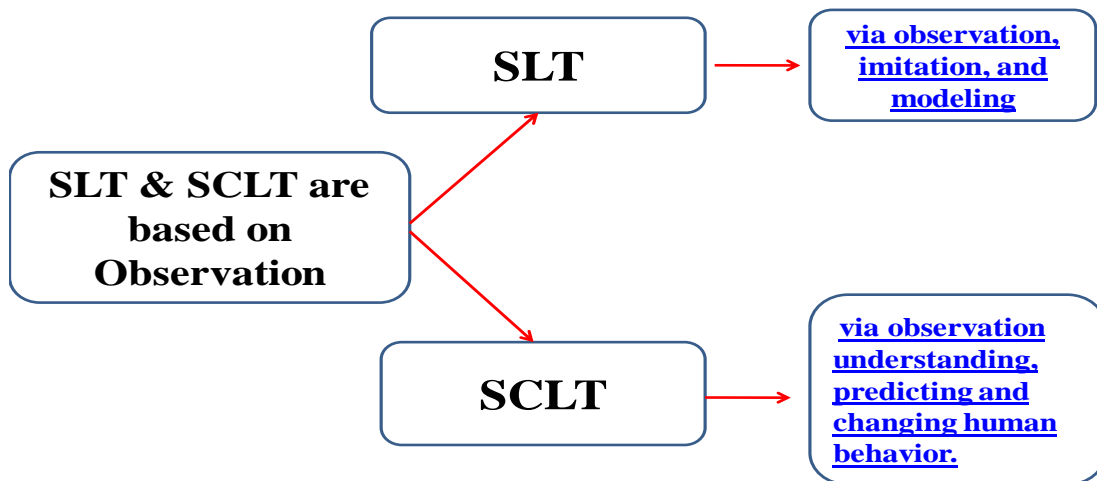 SLT
via observation,
imitation, and
modeling
SLT & SCLT are
based on
Observation
SCLT
via observation
understanding,
predicting and
changing human
behavior.